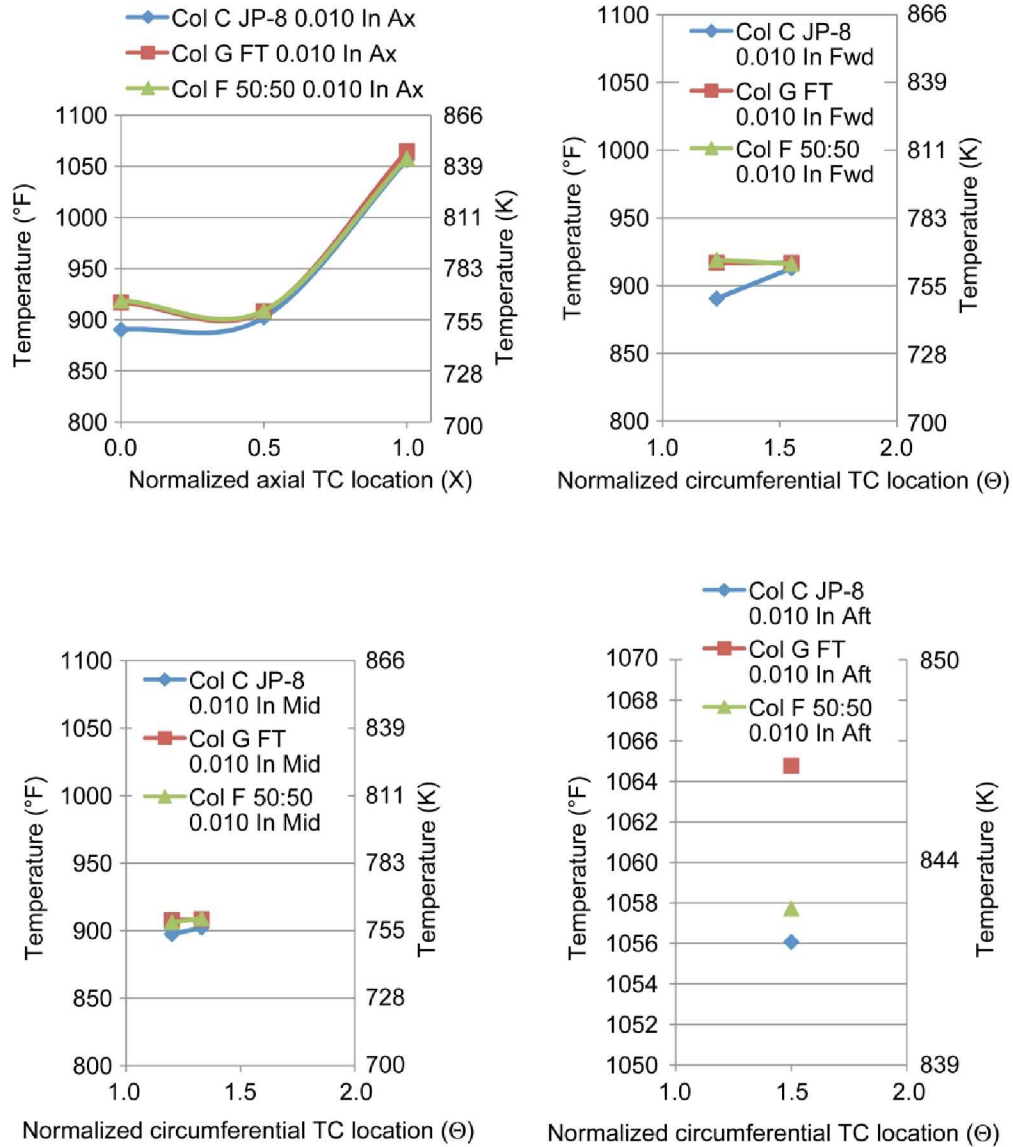 Col C JP-8 0.010 In Ax
Col G FT 0.010 In Ax
Col F 50:50 0.010 In Ax
1100
1050
1000
950
900
850
800
Temperature (°F)
866
839
811
783
755
728
700
Temperature (K)
0.0 0.5 1.0
Normalized axial TC location (X)
Col C JP-8
0.010 In Fwd
Col G FT
0.010 In Fwd
Col F 50:50
0.010 In Fwd
1100
1050
1000
950
900
850
800
Temperature (°F)
866
839
811
783
755
728
700
Temperature (K)
1.0 1.5 2.0
Normalized circumferential TC location (Θ)
Col C JP-8
0.010 In Mid
Col G FT
0.010 In Mid
Col F 50:50
0.010 In Mid
1100
1050
1000
950
900
850
800
Temperature (°F)
866
839
811
783
755
728
700
Temperature (K)
1.0 1.5 2.0
Normalized circumferential TC location (Θ)
Col C JP-8
0.010 In Aft
Col G FT
0.010 In Aft
Col F 50:50
0.010 In Aft
1070
1068
1066
1064
1062
1060
1058
1056
1054
1052
1050
Temperature (°F)
850
844
839
Temperature (K)
1.0 1.5 2.0
Normalized circumferential TC location (Θ)